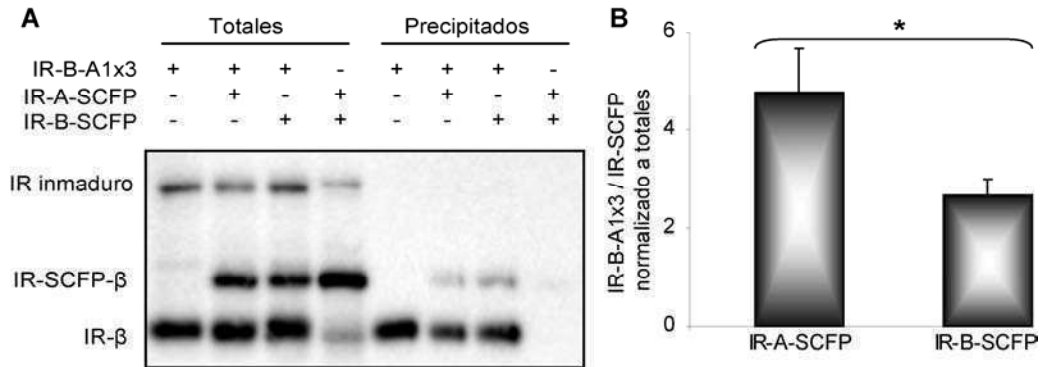 A
Totales
Precipitados
IR-B-A1x3 + + + - + + + -
IR-A-SCFP - + - + - + - +
IR-B-SCFP - - + + - - + +
IR inmaduro
IR-SCFP-β
IR-β
B
IR-B-A1x3 / IR-SCFP
normalizado a totales
6
4
2
0
*
IR-A-SCFP
IR-B-SCFP